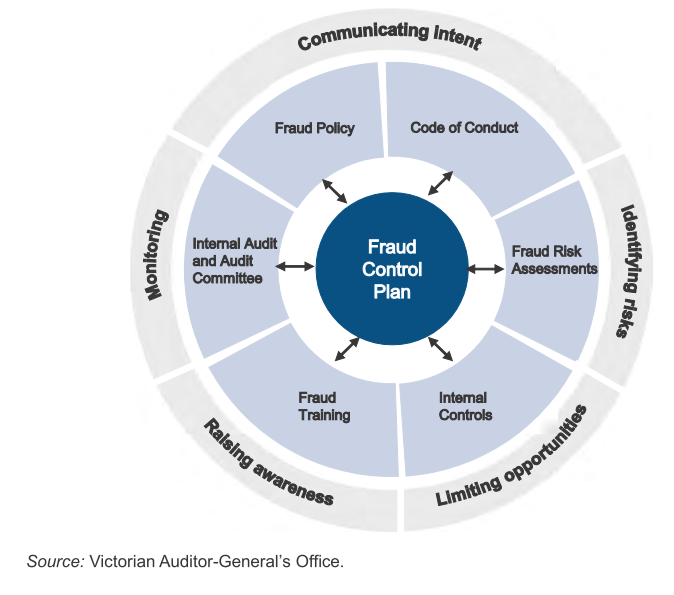 Communicating Intent
Fraud Policy
Code of Conduct
Monitoring
Internal Audit
and Audit
Committee
Fraud
Control
Plan
Fraud Risk
Assessments
Identifying risks
Fraud
Training
Internal
Controls
Raising awareness
Limiting opportunities
Source: Victorian Auditor-General’s Office.